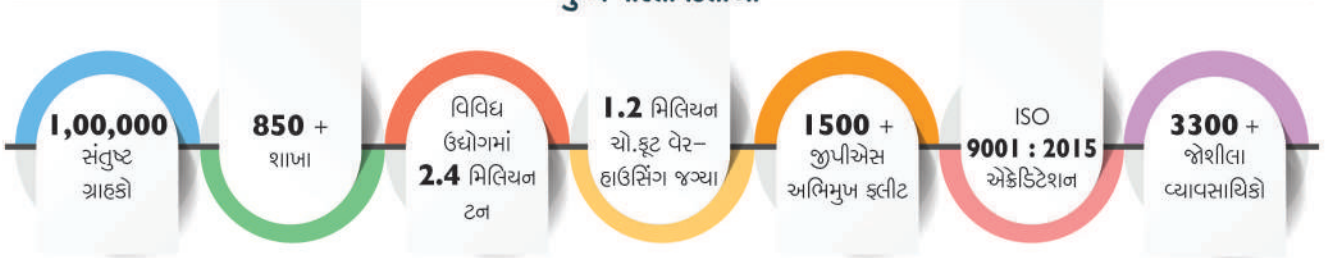 1,00,000
સંતુષ્ટ
ગ્રાહકો
850 +
શાખા
વિવિધ
ઉદ્યોગમાં
2.4 મિલિયન
ટન
1.2 મિલિયન
ચો.ફૂટ વેર–
હાઉસિંગ જગ્યા
1500 +
જીપીએસ
અભિમુખ ફલીટ
ISO
9001 : 2015
એક્રેડિટેશન
3300 +
જોશીલા
વ્યાવસાયિકો